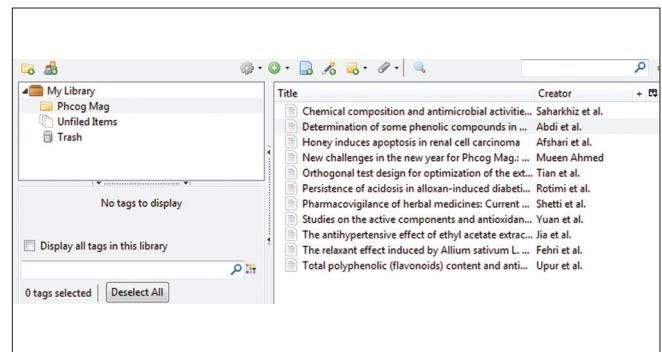 My Library
Phcog Mag
Unfiled Items
Trash
No tags to display
Display all tags in this library
0 tags selected Deselect All
Title Creator
Chemical composition and antimicrobial activitie... Saharkhiz et al.
Determination of some phenolic compounds in ... Abdi et al.
Honey induces apoptosis in renal cell carcinoma Afshari et al.
New challenges in the new year for Phcog Mag.: ... Mueen Ahmed
Orthogonal test design for optimization of the ext... Tian et al.
Persistence of acidosis in alloxan-induced diabeti... Rotimi et al.
Pharmacovigilance of herbal medicines: Current ... Shetti et al.
Studies on the active components and antioxidan... Yuan et al.
The antihypertensive effect of ethyl acetate extrac... Jia et al.
The relaxant effect induced by Allium sativum L. ... Fehri et al.
Total polyphenolic (flavonoids) content and anti... Upur et al.